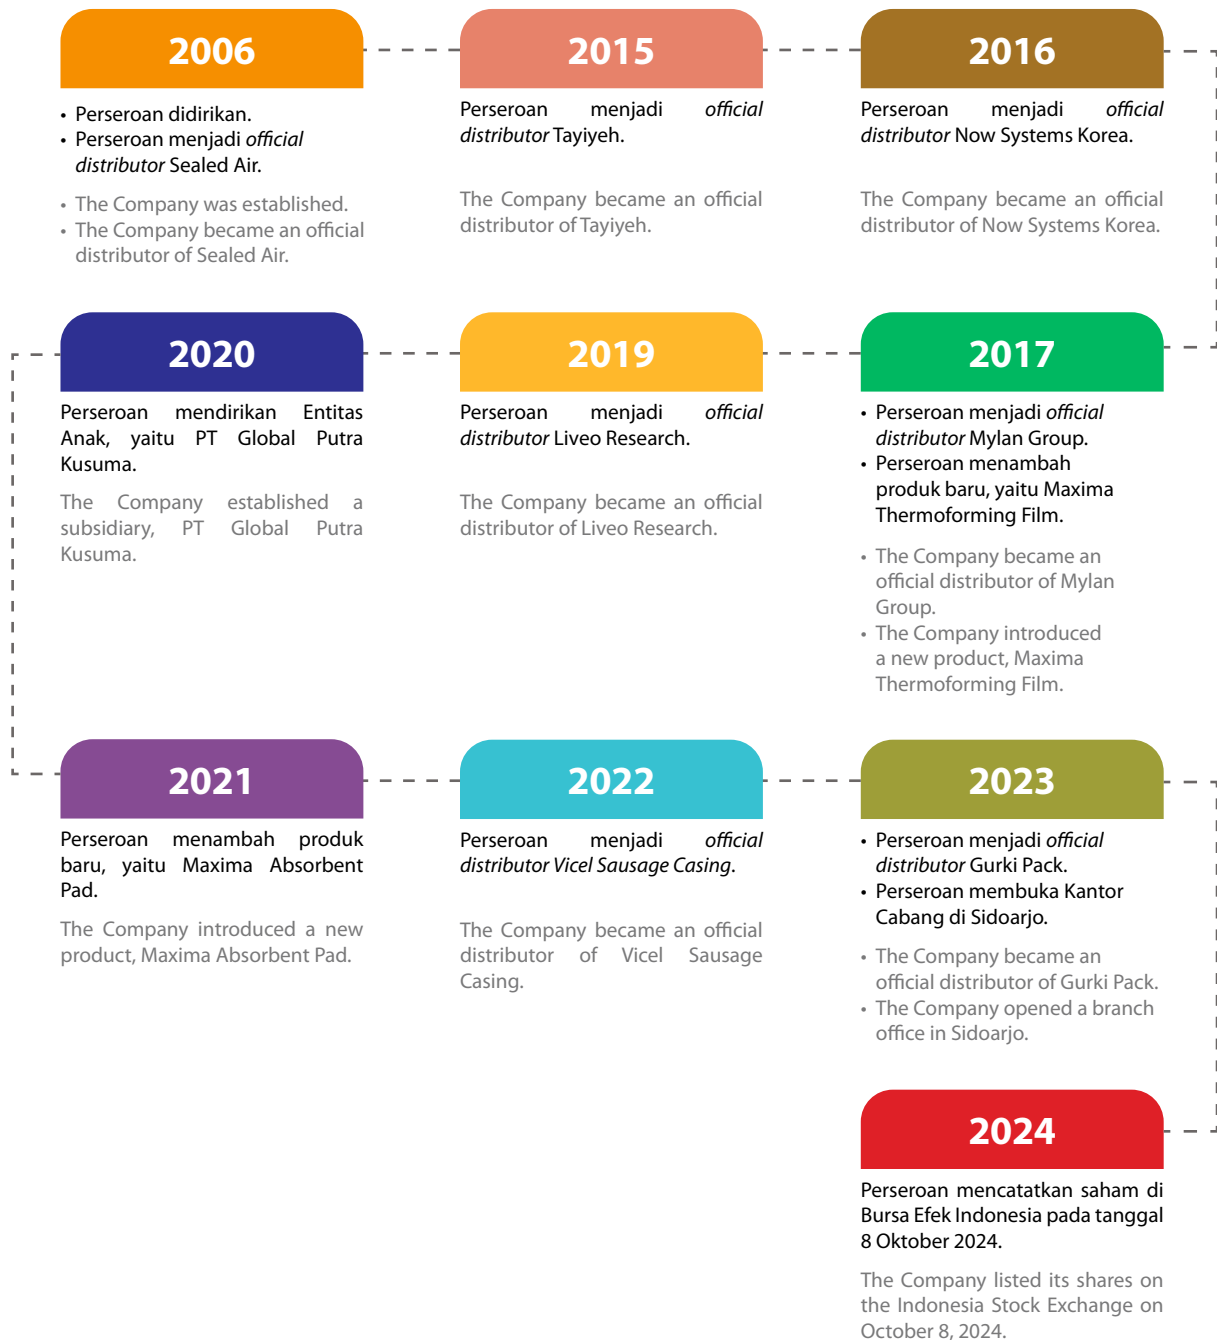 2006
• Perseroan didirikan.
• Perseroan menjadi official
distributor Sealed Air.
• The Company was established.
• The Company became an official
distributor of Sealed Air.
2015
Perseroan menjadi official
distributor Tayiyeh.
The Company became an official
distributor of Tayiyeh.
2016
Perseroan menjadi official
distributor Now Systems Korea.
The Company became an official
distributor of Now Systems Korea.
2017
• Perseroan menjadi official
distributor Mylan Group.
• Perseroan menambah
produk baru, yaitu Maxima
Thermoforming Film.
• The Company became an
official distributor of Mylan
Group.
• The Company introduced
a new product, Maxima
Thermoforming Film.
2019
Perseroan menjadi official
distributor Liveo Research.
The Company became an official
distributor of Liveo Research.
2020
Perseroan mendirikan Entitas
Anak, yaitu PT Global Putra
Kusuma.
The Company established a
subsidiary, PT Global Putra
Kusuma.
2021
Perseroan menambah produk
baru, yaitu Maxima Absorbent
Pad.
The Company introduced a new
product, Maxima Absorbent Pad.
2022
Perseroan menjadi official
distributor Vicel Sausage Casing.
The Company became an official
distributor of Vicel Sausage
Casing.
2023
• Perseroan menjadi official
distributor Gurki Pack.
• Perseroan membuka Kantor
Cabang di Sidoarjo.
• The Company became an
official distributor of Gurki Pack.
• The Company opened a branch
office in Sidoarjo.
2024
Perseroan mencatatkan saham di
Bursa Efek Indonesia pada tanggal
8 Oktober 2024.
The Company listed its shares on
the Indonesia Stock Exchange on
October 8, 2024.